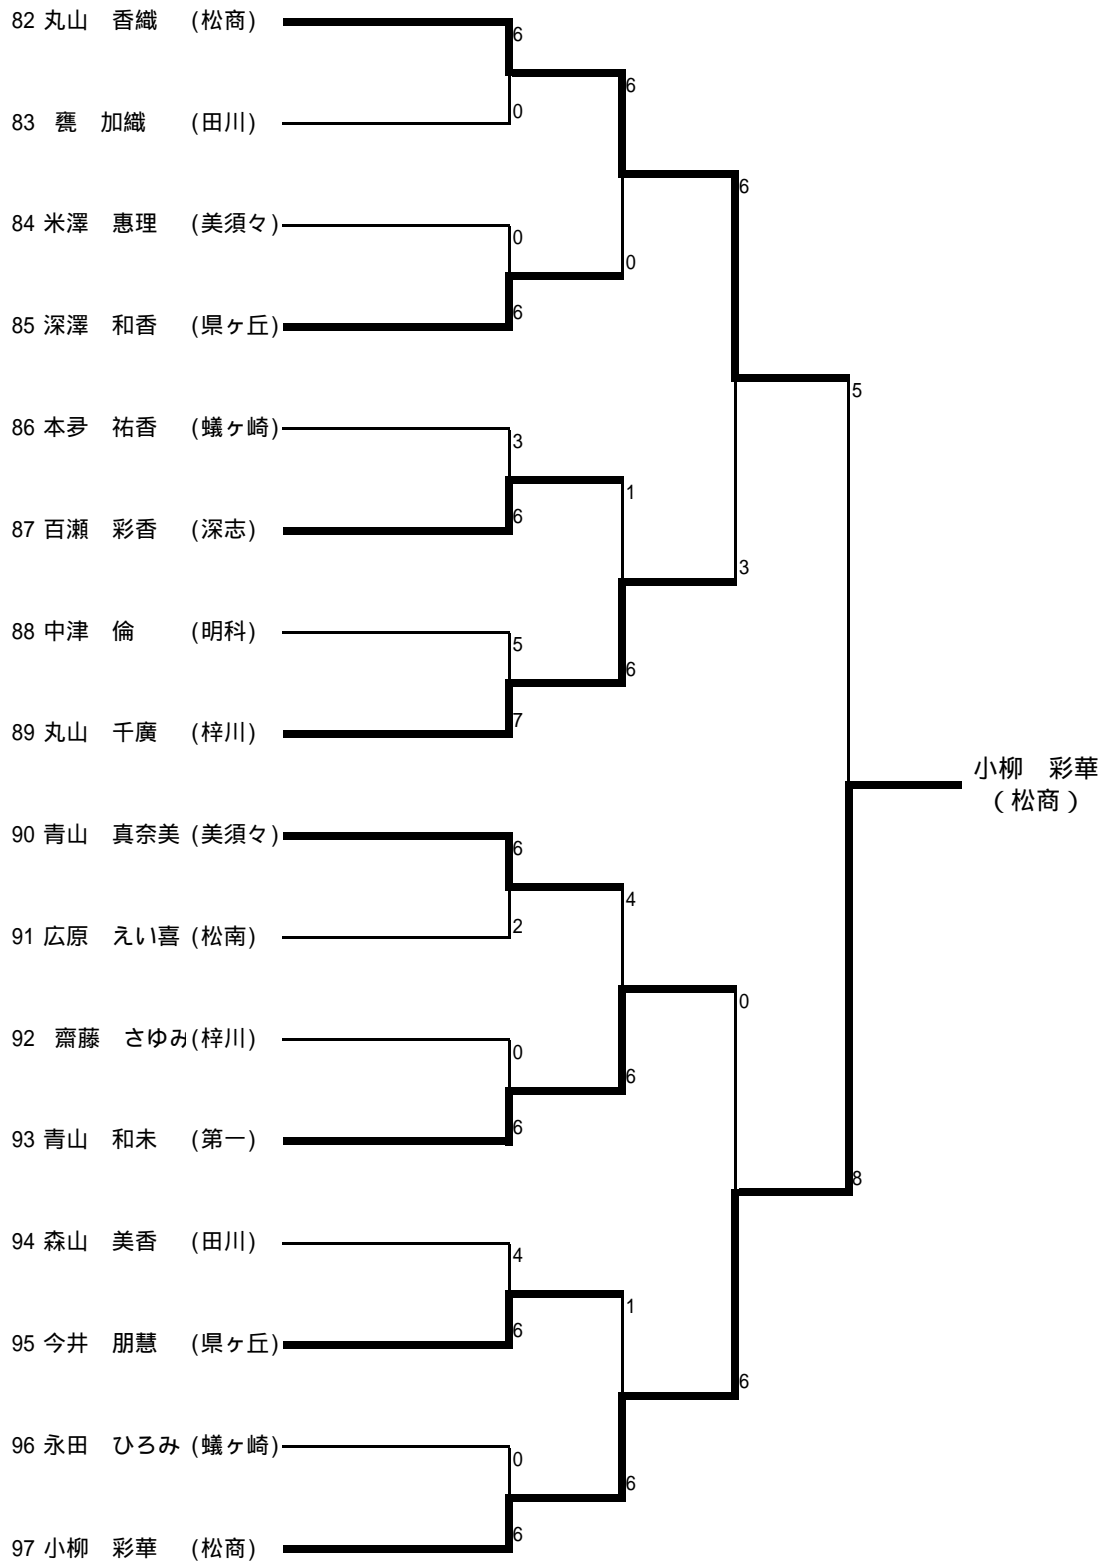 82 丸山　香織　(松商)
6
6
83 甕　加織　(田川)
0
6
84 米澤　惠理　(美須々)
0
0
85 深澤　和香　(県ヶ丘)
6
5
86 本夛　祐香　(蟻ヶ崎)
3
1
87 百瀬　彩香　(深志)
6
3
88 中津　倫　(明科)
5
6
89 丸山　千廣　(梓川)
7
小柳　彩華
（松商）
90 青山　真奈美 (美須々)
6
4
91 広原　えい喜 (松南)
2
0
92 齋藤　さゆみ(梓川)
0
6
93 青山　和未　(第一)
6
8
94 森山　美香　(田川)
4
1
95 今井　朋慧　(県ヶ丘)
6
6
96 永田　ひろみ (蟻ヶ崎)
0
6
97 小柳　彩華　(松商)
6